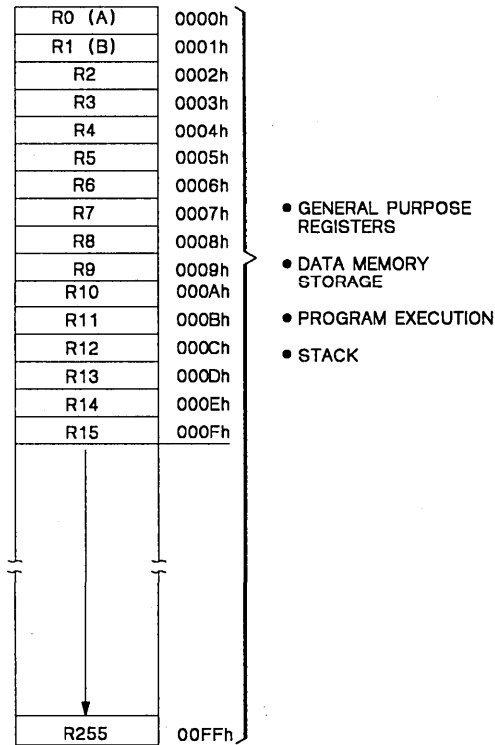 R0 (A) 0000h
R1 (B) 0001h
R2 0002h
R3 0003h
R4 0004h
R5 0005h
R6 0006h
R7 0007h
R8 0008h
R9 0009h
R10 000Ah
R11 000Bh
R12 000Ch
R13 000Dh
R14 000Eh
R15 000Fh
R255 00FFh
• GENERAL PURPOSE
REGISTERS
• DATA MEMORY
STORAGE
• PROGRAM EXECUTION
• STACK